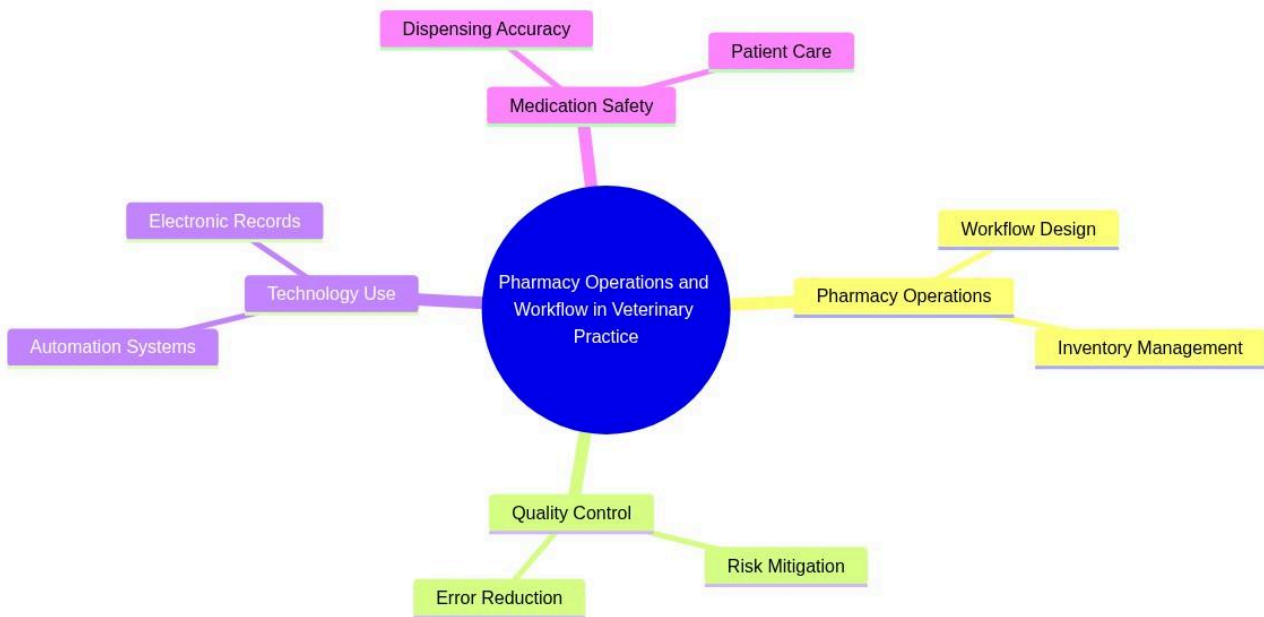 Dispensing Accuracy
Patient Care
Medication Safety
Electronic Records
Workflow Design
Technology Use
Pharmacy Operations and
Workflow in Veterinary
Practice
Pharmacy Operations
Automation Systems
Inventory Management
Quality Control
Risk Mitigation
Error Reduction